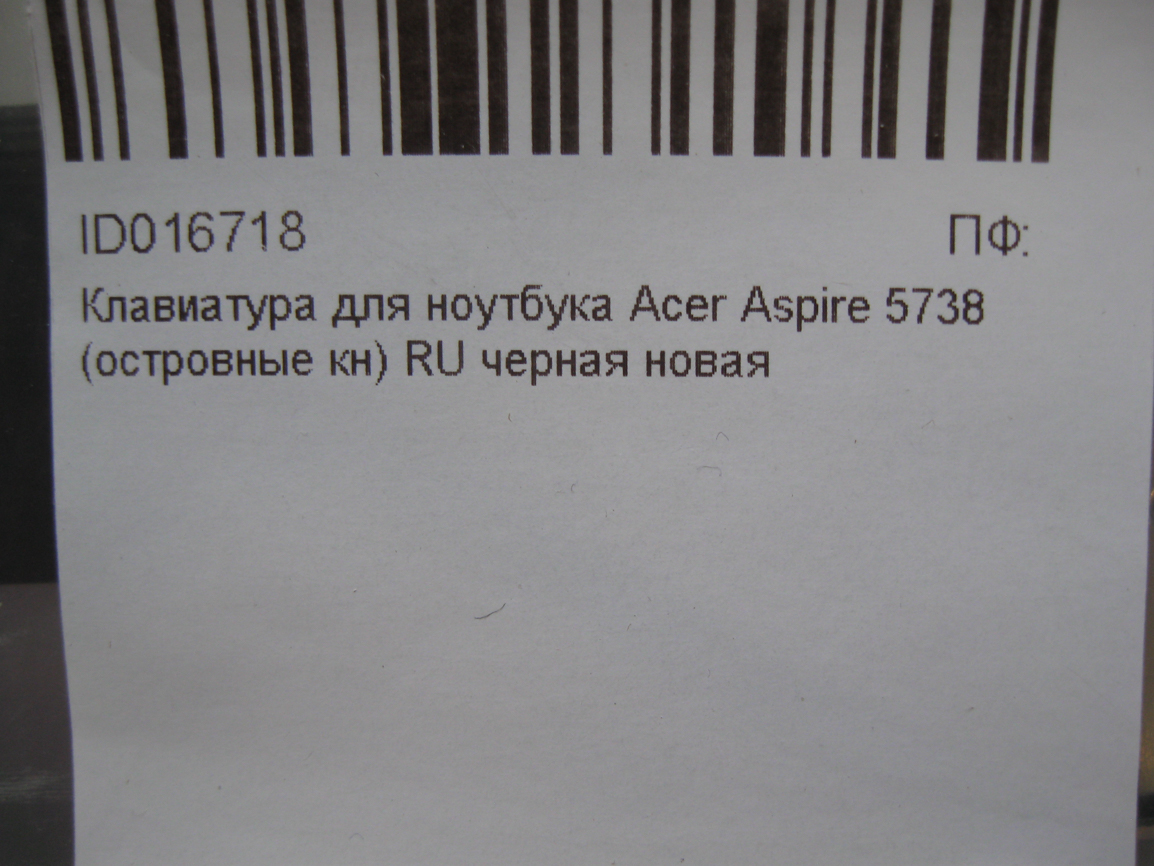 ID016718 ПФ:
Клавиатура для ноутбука Acer Aspire 5738
(островные кн) RU черная новая